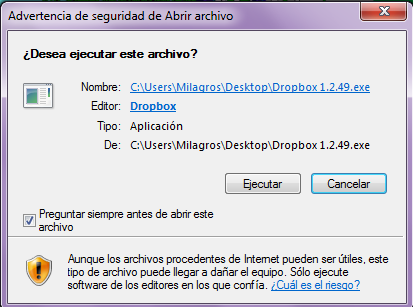 Advertencia de seguridad de Abrir archivo
¿Desea ejecutar este archivo?
Nombre: C:\Users\Milagros\Desktop\Dropbox 1.2.49.exe
Editor: Dropbox
Tipo: Aplicación
De: C:\Users\Milagros\Desktop\Dropbox 1.2.49.exe
Ejecutar Cancelar
Preguntar siempre antes de abrir este
archivo
Aunque los archivos procedentes de Internet pueden ser útiles, este
tipo de archivo puede llegar a dañar el equipo. Sólo ejecute
software de los editores en los que confía. ¿Cuál es el riesgo?